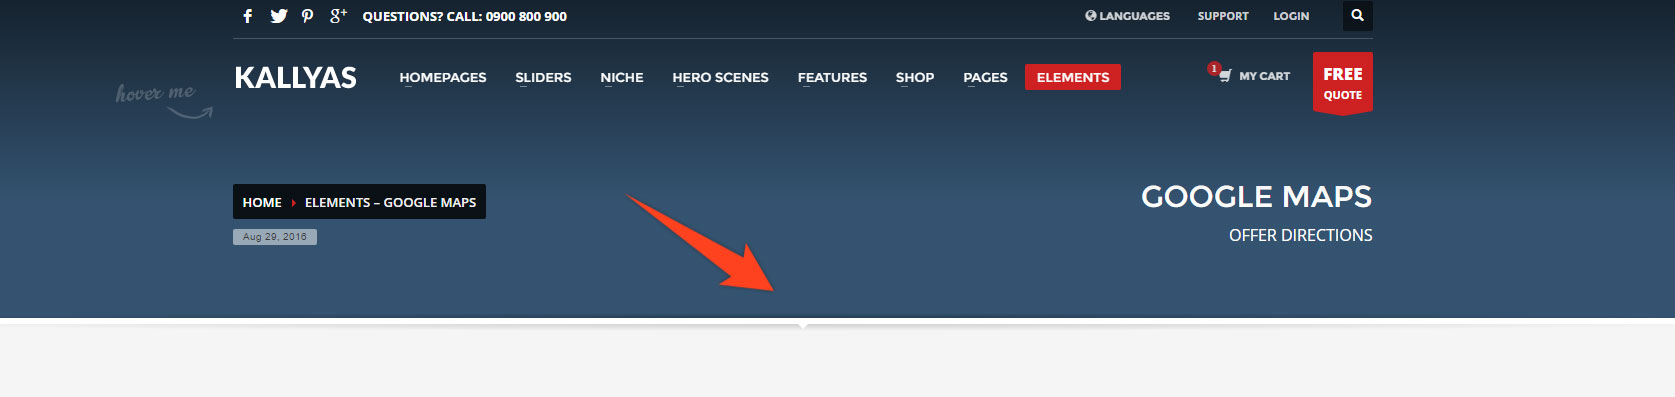 QUESTIONS? CALL: 0900 800 900
LANGUAGES SUPPORT LOGIN
hover me
KALLYAS
HOMEPAGES SLIDERS NICHE HERO SCENES FEATURES SHOP PAGES ELEMENTS
1 MY CART
FREE
QUOTE
HOME ELEMENTS – GOOGLE MAPS
Aug 29, 2016
GOOGLE MAPS
OFFER DIRECTIONS